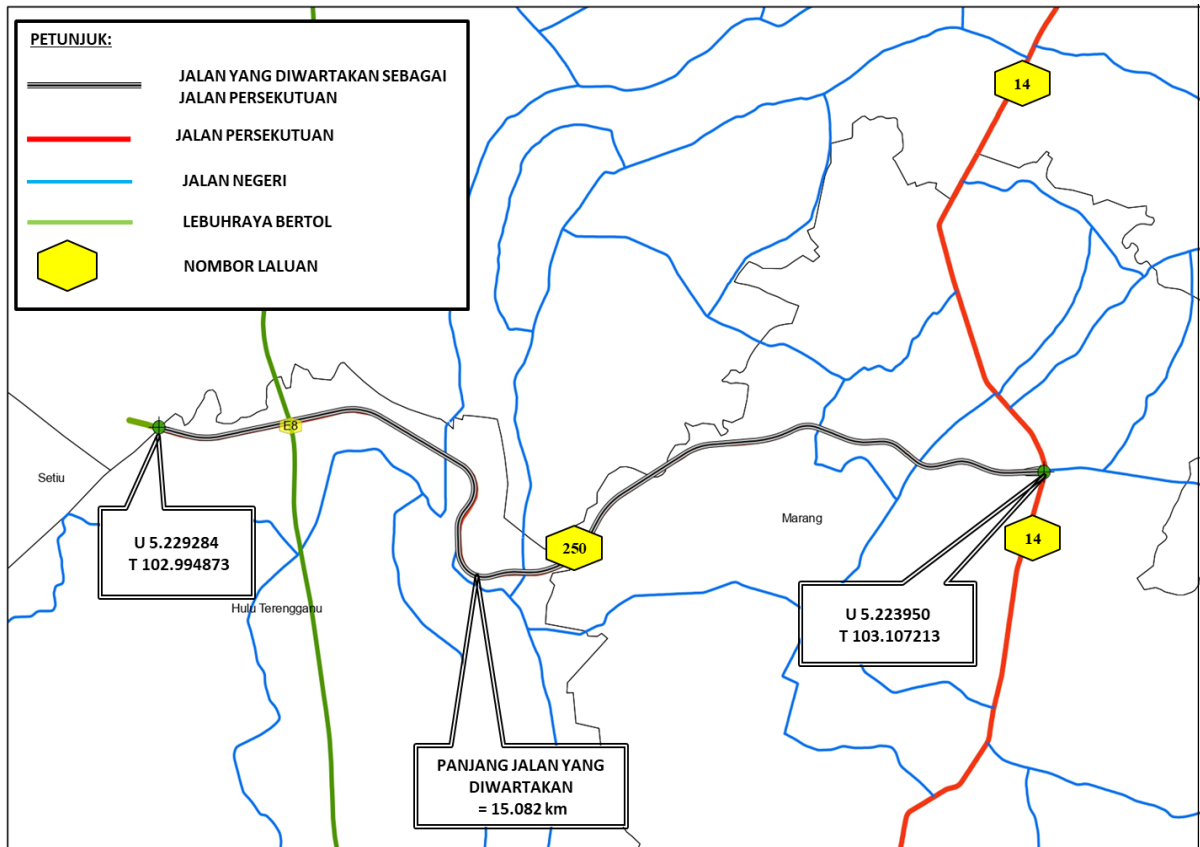 PETUNJUK:
JALAN YANG DIWARTAKAN SEBAGAI
JALAN PERSEKUTUAN
JALAN PERSEKUTUAN
JALAN NEGERI
LEBUHRAYA BERTOL
NOMBOR LALUAN
14
E8
Setiu
U 5.229284
T 102.994873
Hulu Terengganu
250
Marang
14
U 5.223950
T 103.107213
PANJANG JALAN YANG
DIWARTAKAN
= 15.082 km